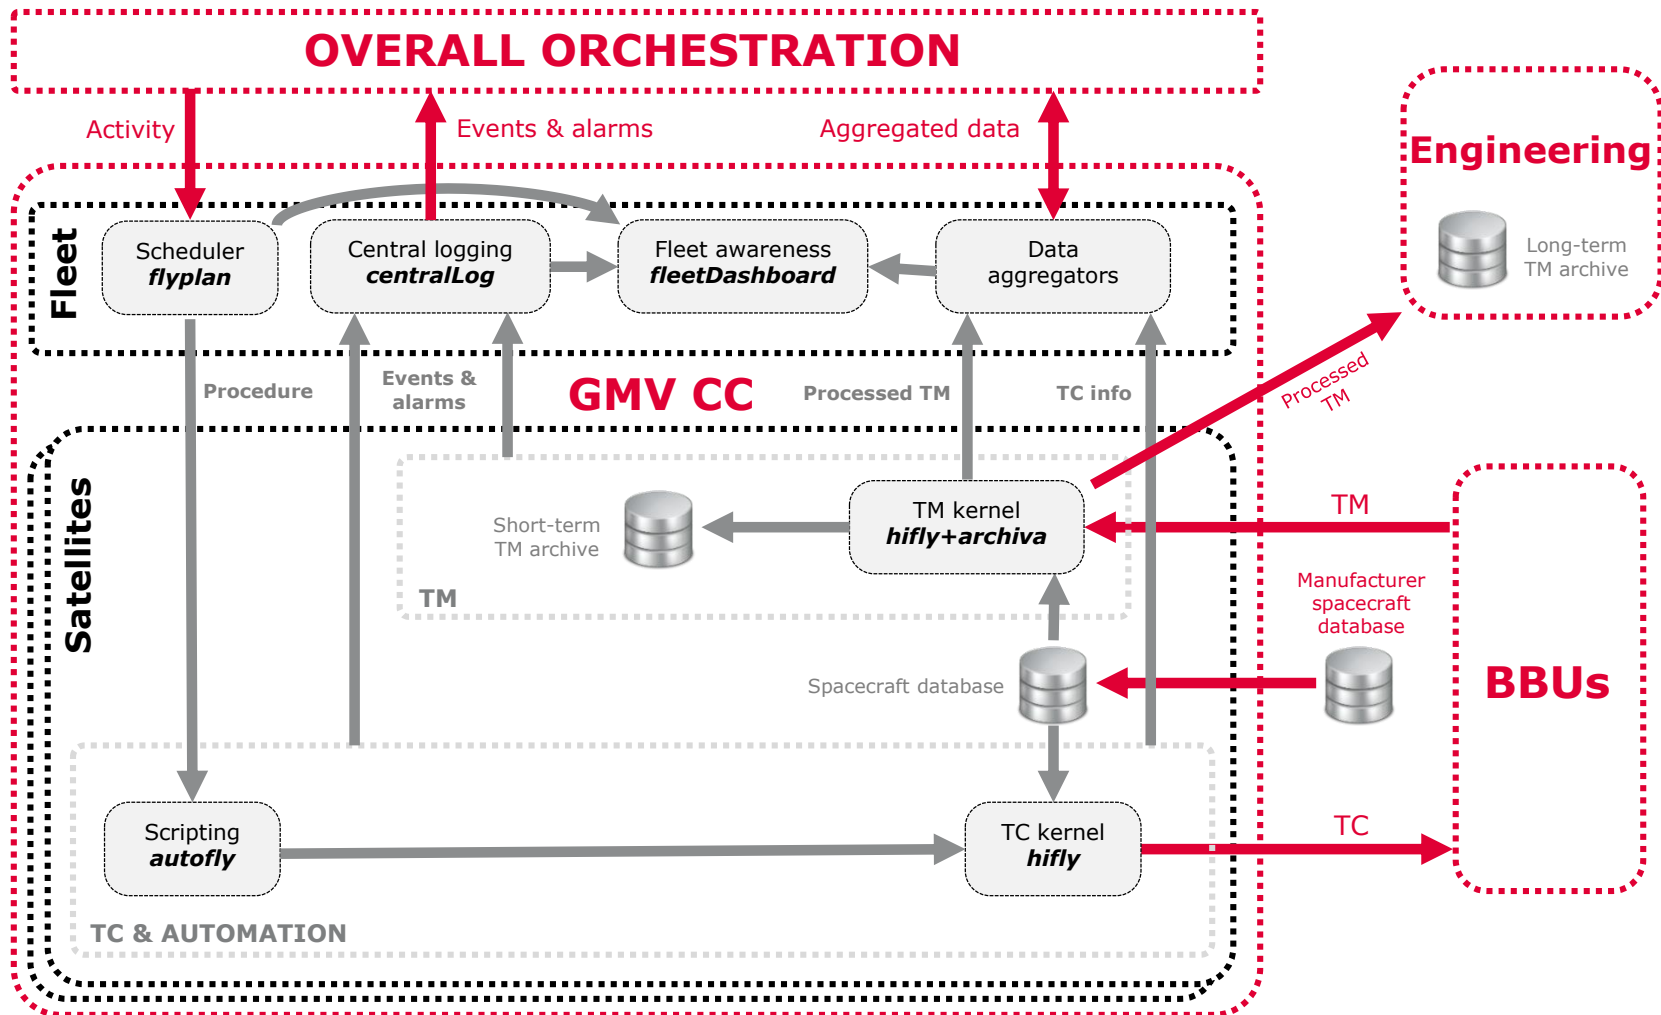 OVERALL ORCHESTRATION
Activity
Events & alarms
Aggregated data
Engineering
Long-term
TM archive
Fleet
Scheduler
flyplan
Central logging
centralLog
Fleet awareness
fleetDashboard
Data
aggregators
Procedure
Events &
alarms
GMV CC
Processed TM
TC info
Processed
TM
Satellites
Short-term
TM archive
TM kernel
hifly+archiva
TM
TM
Manufacturer
spacecraft
database
Spacecraft database
BBUs
Scripting
autofly
TC kernel
hifly
TC
TC & AUTOMATION